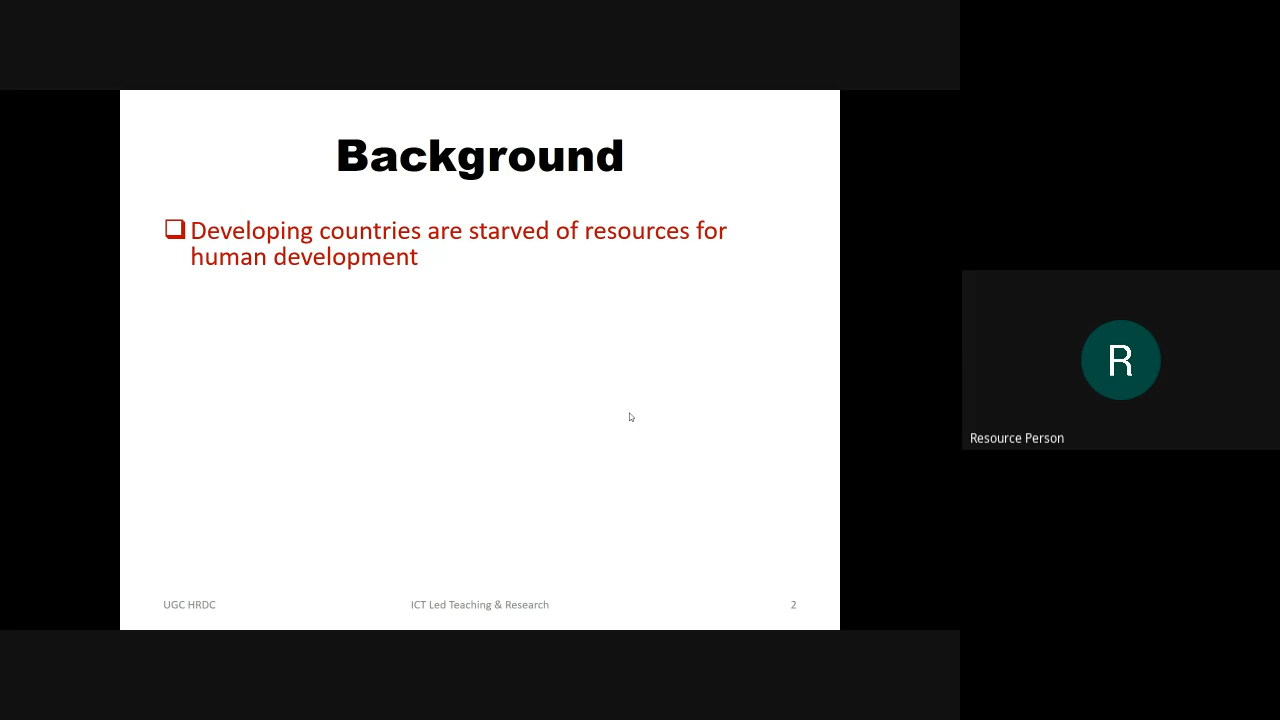 Background
Developing countries are starved of resources for
human development
UGC HRDC
ICT Led Teaching & Research
2
R
Resource Person